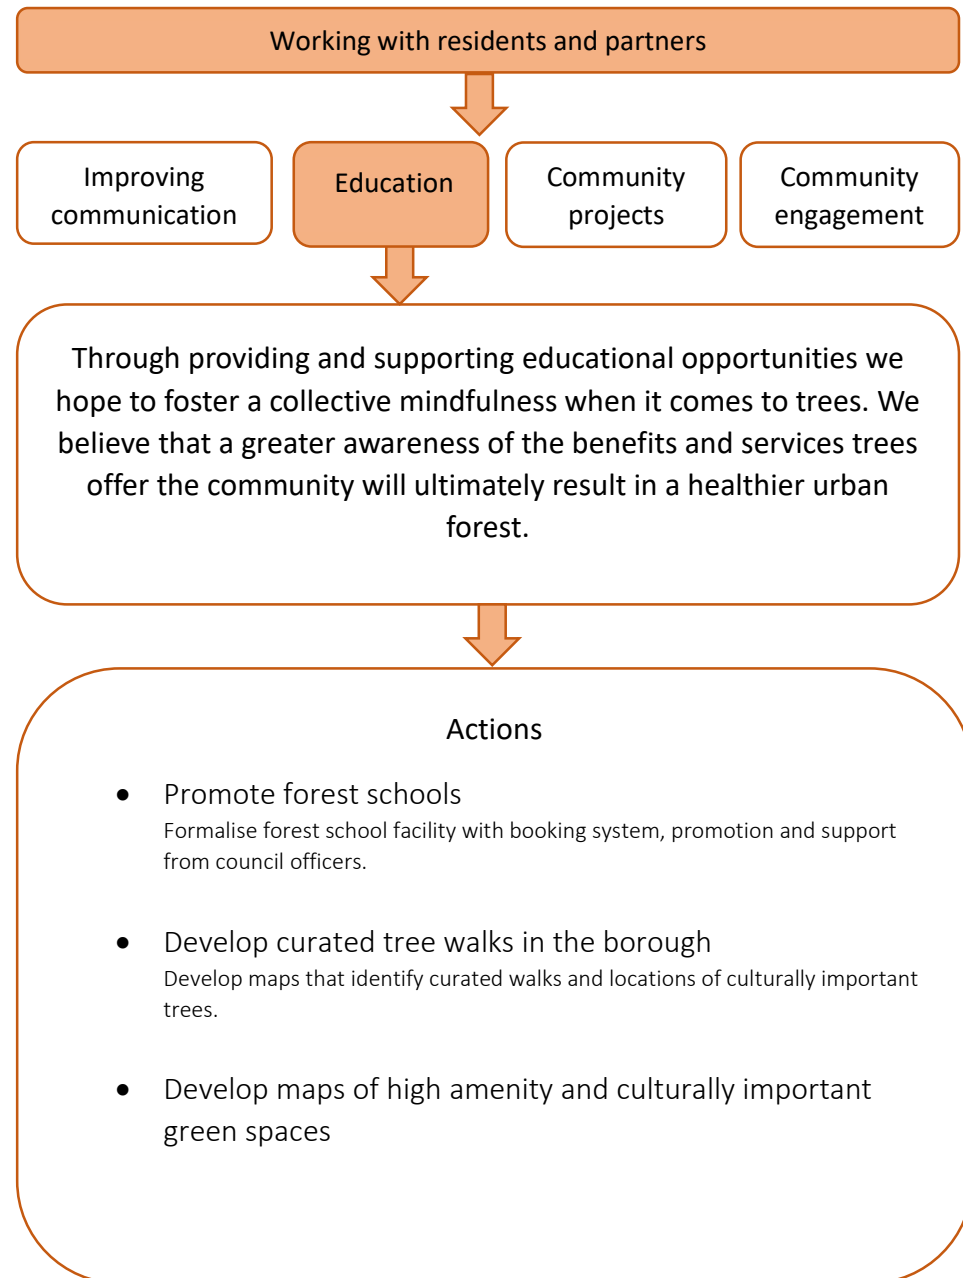 Working with residents and partners
Improving
communication
Education
Community
projects
Community
engagement
Through providing and supporting educational opportunities we
hope to foster a collective mindfulness when it comes to trees. We
believe that a greater awareness of the benefits and services trees
offer the community will ultimately result in a healthier urban
forest.
Actions
• Promote forest schools
Formalise forest school facility with booking system, promotion and support
from council officers.
• Develop curated tree walks in the borough
Develop maps that identify curated walks and locations of culturally important
trees.
• Develop maps of high amenity and culturally important
green spaces